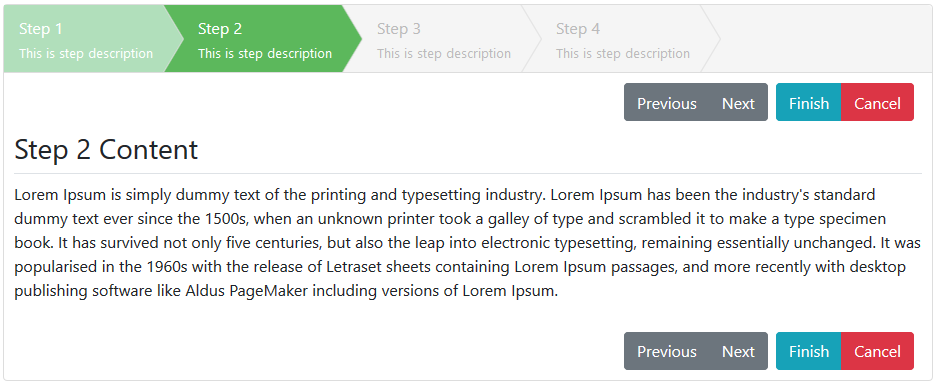 Step 1 Step 2 Step 3 Step 4
This is step description This is step description This is step description This is step description
Previous Next Finish Cancel
Step 2 Content
Lorem Ipsum is simply dummy text of the printing and typesetting industry. Lorem Ipsum has been the industry's standard
dummy text ever since the 1500s, when an unknown printer took a galley of type and scrambled it to make a type specimen
book. It has survived not only five centuries, but also the leap into electronic typesetting, remaining essentially unchanged. It was
popularised in the 1960s with the release of Letraset sheets containing Lorem Ipsum passages, and more recently with desktop
publishing software like Aldus PageMaker including versions of Lorem Ipsum.
Previous Next Finish Cancel